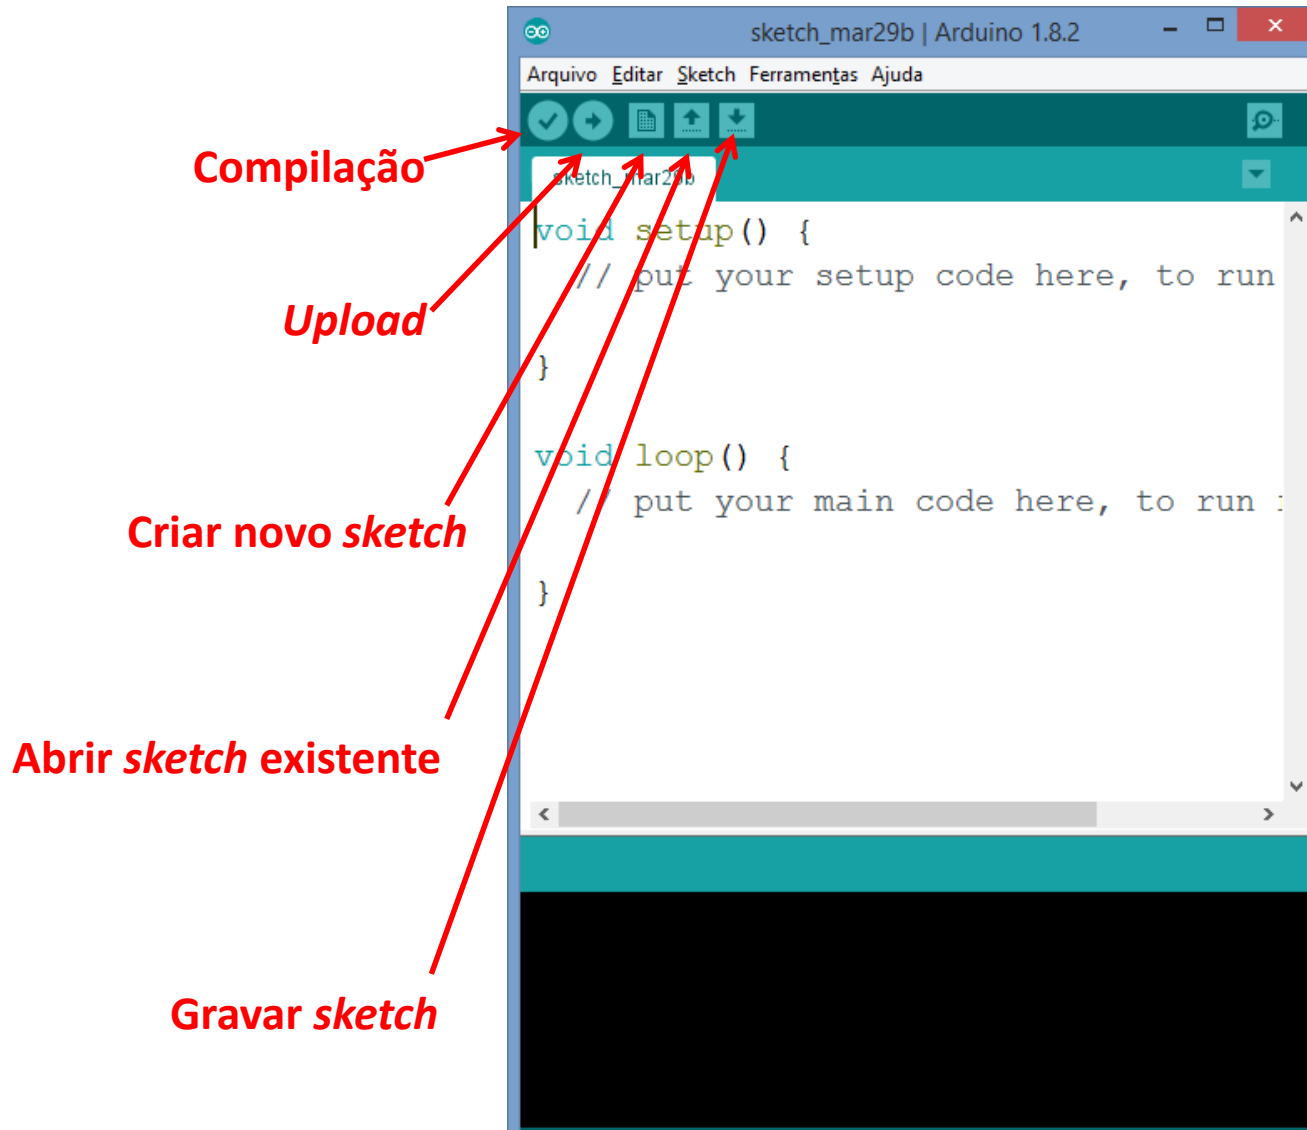 sketch_mar29b | Arduino 1.8.2
Arquivo Editar Sketch Ferramentas Ajuda
Compilação
sketch_mar29b
void setup() {
// put your setup code here, to run
Upload
}
void loop() {
// put your main code here, to run
Criar novo sketch
}
Abrir sketch existente
Gravar sketch